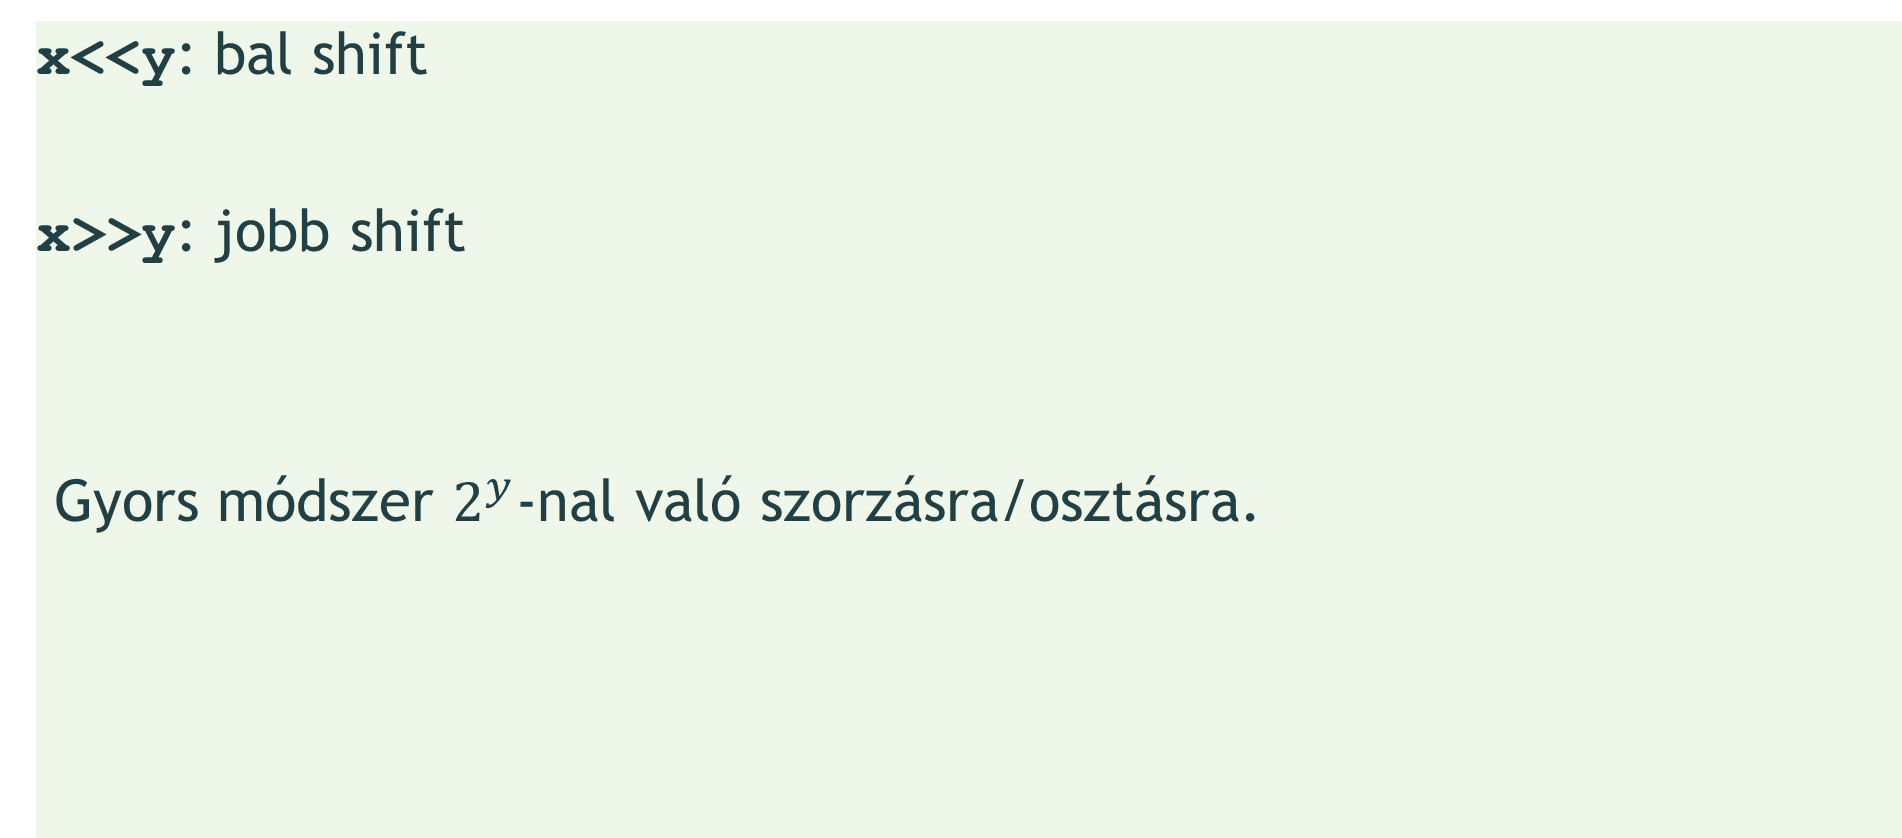 x<<y: bal shift
x>>y: jobb shift
Gyors módszer 2^y-nal való szorzásra/osztásra.